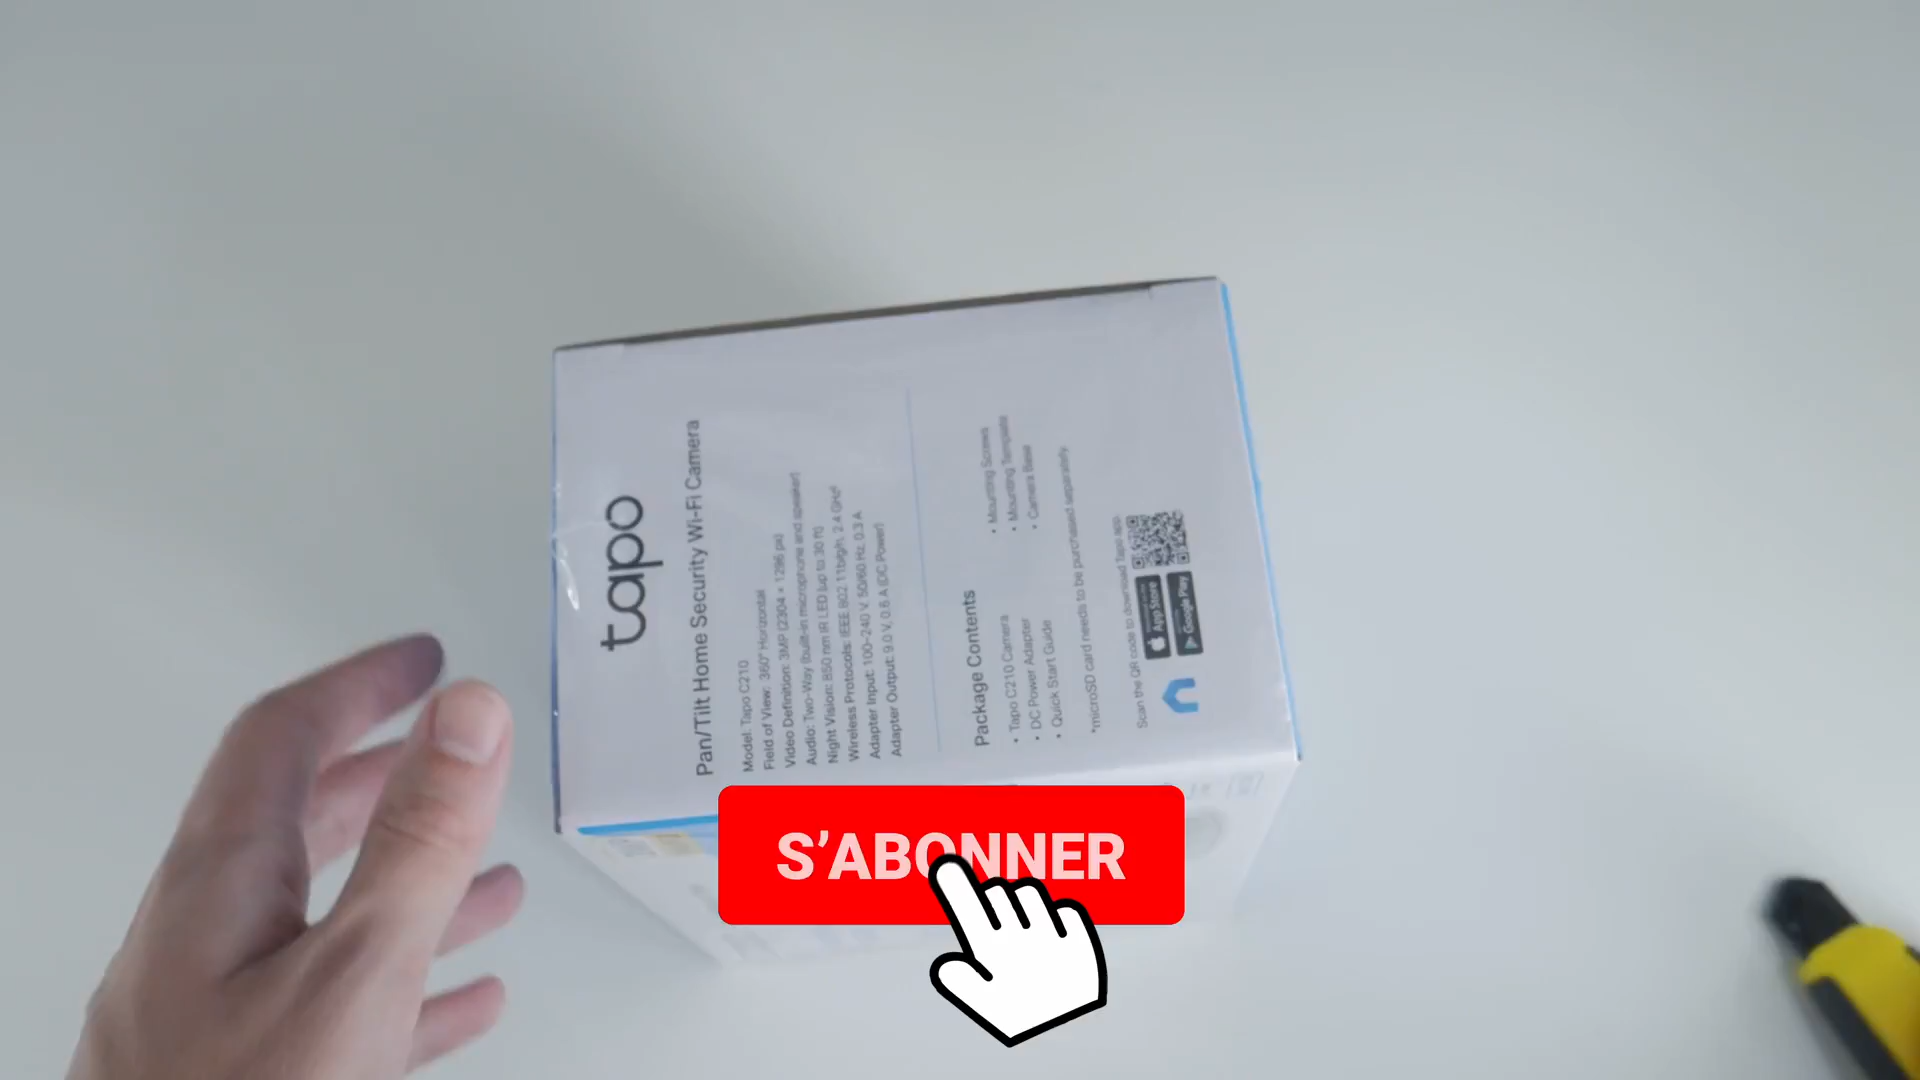 tapo
Pan/Tilt Home Security Wi-Fi Camera
Model: Tapo C210
Field of View: 360° Horizontal
Video Definition: 3MP (2304 × 1296 px)
Audio: Two-Way (built-in microphone and speaker)
Night Vision: 850 nm IR LED (up to 30 ft)
Wireless Protocols: IEEE 802.11b/g/n, 2.4 GHz
Adapter Input: 100-240 V, 50/60 Hz, 0.3 A
Adapter Output: 9.0 V, 0.6 A (DC Power)
Package Contents
• Tapo C210 Camera
• DC Power Adapter
• Quick Start Guide
• Mounting Screws
• Mounting Template
• Camera Base
*microSD card needs to be purchased separately.
Scan the QR code to download Tapo app.
App Store
Google Play
S'ABONNER